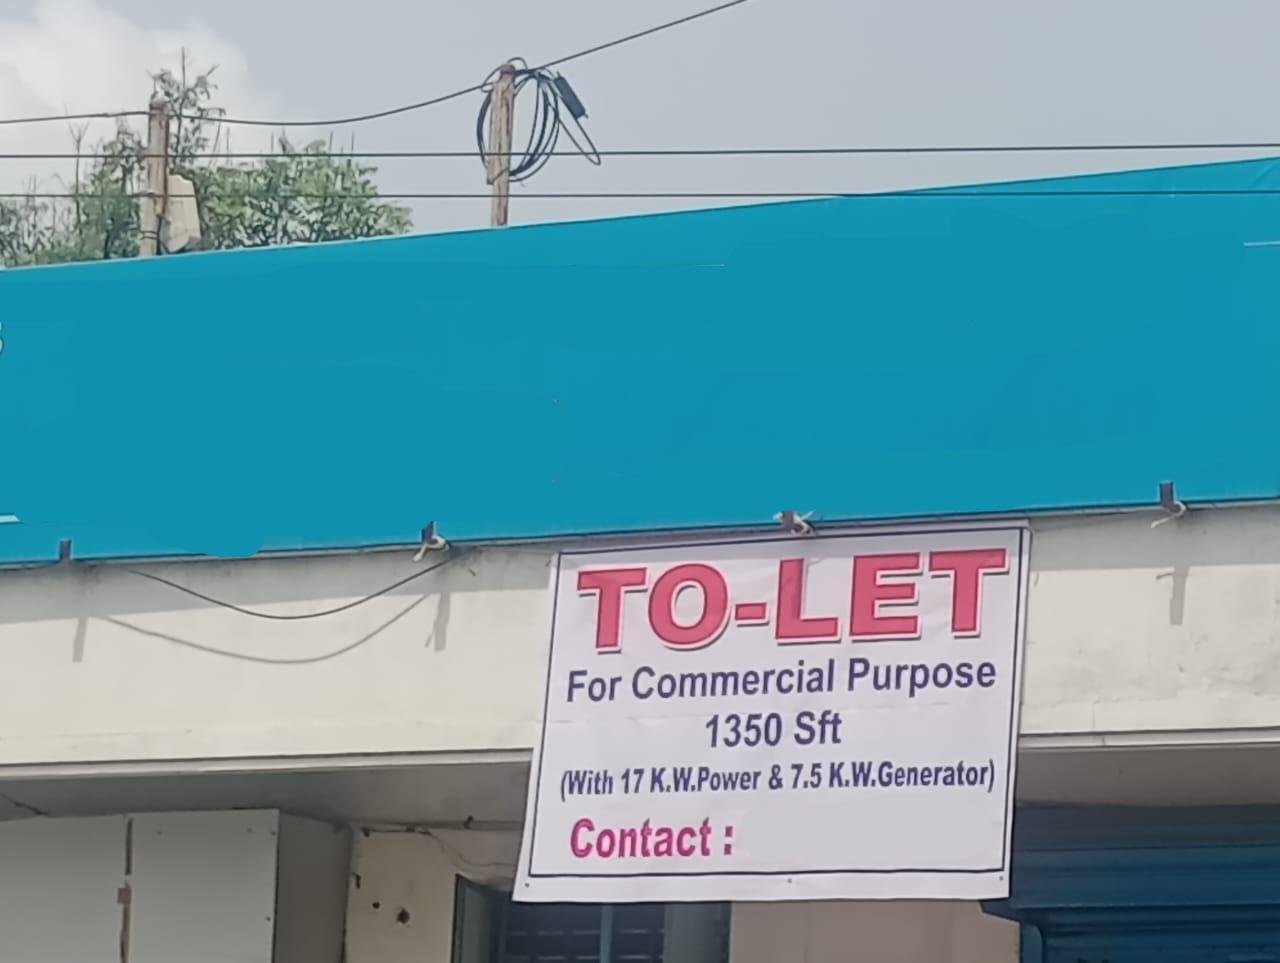 TO-LET
For Commercial Purpose
1350 Sft
(With 17 K.W.Power & 7.5 K.W.Generator)
Contact :